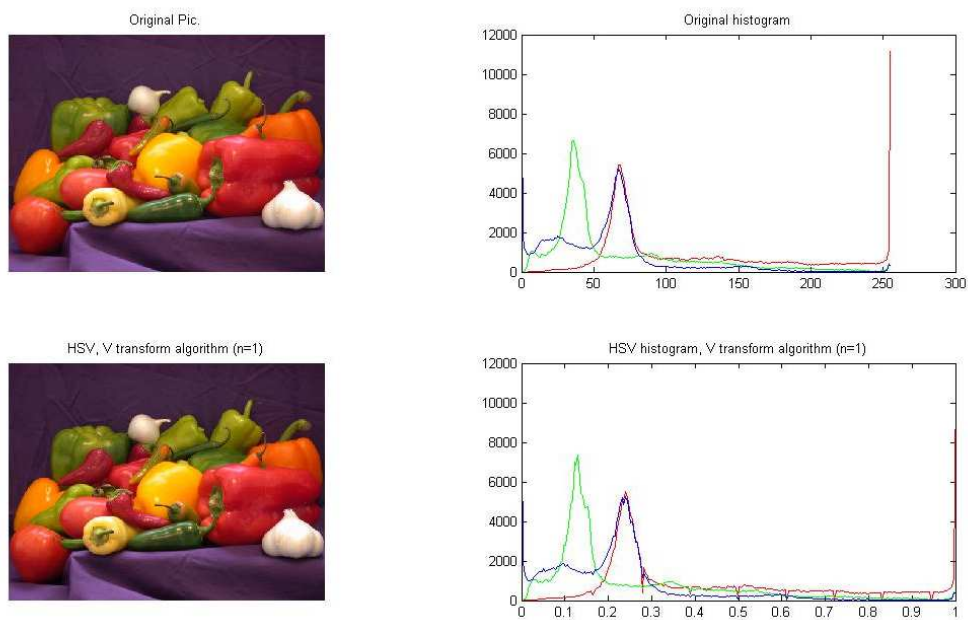 Original Pic.
Original histogram
12000
10000
8000
6000
4000
2000
0
0 50 100 150 200 250 300
HSV, V transform algorithm (n=1)
HSV histogram, V transform algorithm (n=1)
12000
10000
8000
6000
4000
2000
0
0 0.1 0.2 0.3 0.4 0.5 0.6 0.7 0.8 0.9 1